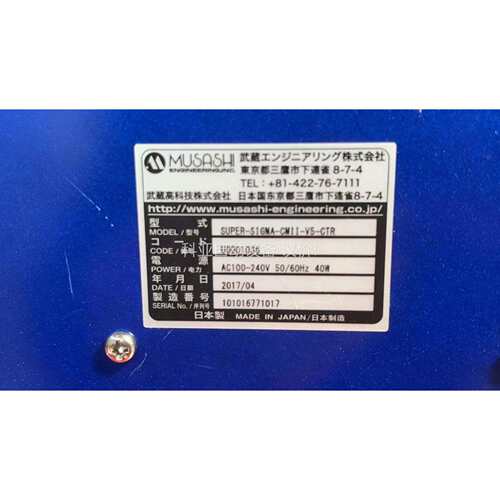 MUSASHI
ENGINEERING, INC.
武蔵エンジニアリング株式会社
東京都三鷹市下連雀 8-7-4
TEL:+81-422-76-7111
武蔵高科技株式会社 日本国东京都三鹰市下连雀8-7-4
http://www.musashi-engineering.co.jp/
型式
MODEL/型号 SUPER-ΣIGMA-CMII-V5-CTR
コード
CODE/
電源
POWER/电力 AC100-240V 50/60Hz 40W
年月日
DATE/日期 2017/04
製造番号
SERIAL No./序列号 101016771017
日本製 MADE IN JAPAN/日本制造